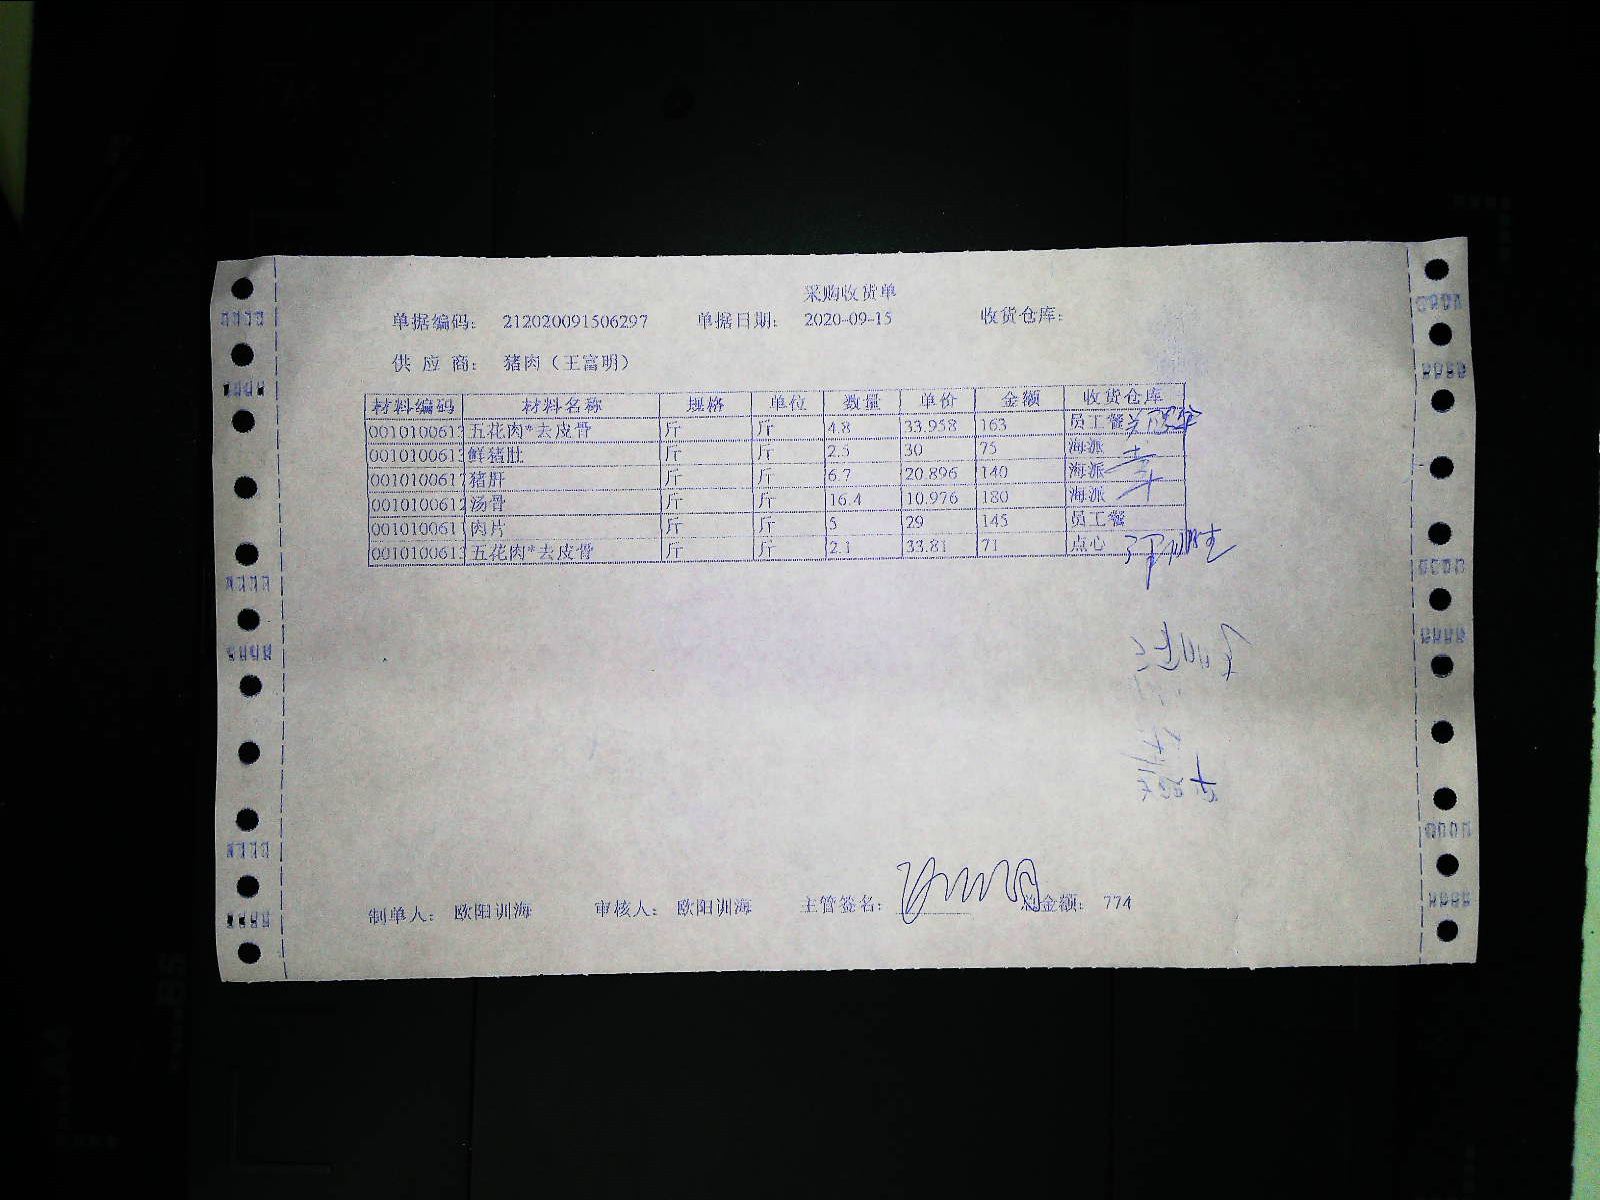 采购收货单
单据编码： 212020091506297 单据日期： 2020-09-15 收货仓库：
供 应 商： 猪肉（王富明）
材料编码 材料名称 规格 单位 数量 单价 金额 收货仓库
0010100613 五花肉*去皮骨 斤 斤 4.8 33.958 163 员工餐
0010100613 鲜猪肚 斤 斤 2.5 30 75 海派
0010100617 猪肝 斤 斤 6.7 20.896 140 海派
0010100612 汤骨 斤 斤 16.4 10.976 180 海派
0010100611 肉片 斤 斤 5 29 145 员工餐
0010100613 五花肉*去皮骨 斤 斤 2.1 33.81 71 点心
制单人： 欧阳训海 审核人： 欧阳训海 主管签名： 总金额： 774